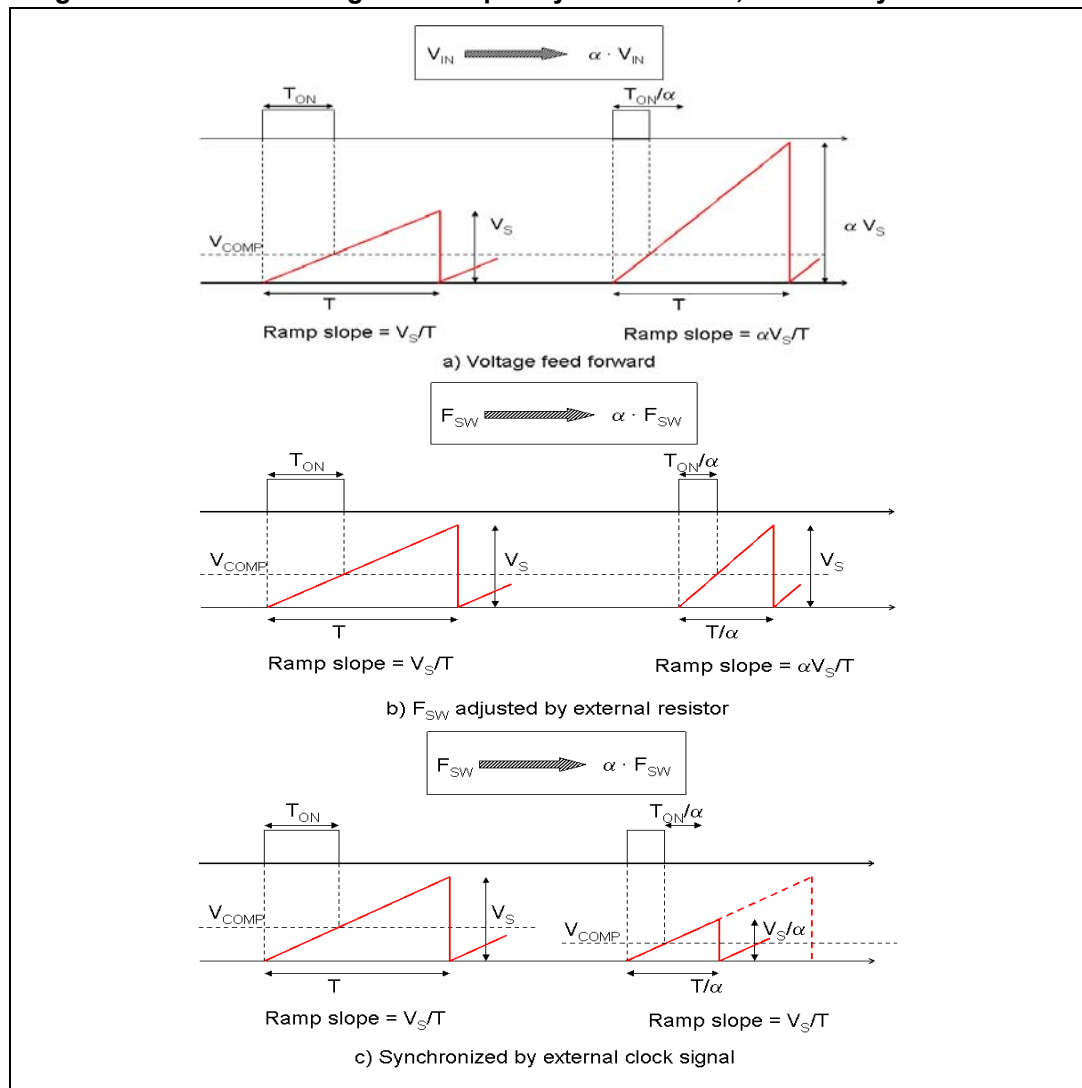 V_IN α · V_IN
T_ON T_ON/α
V_S α V_S
V_COMP
T T
Ramp slope = V_S/T Ramp slope = αV_S/T
a) Voltage feed forward
F_SW α · F_SW
T_ON T_ON/α
V_COMP V_S V_S
T T/α
Ramp slope = V_S/T Ramp slope = αV_S/T
b) F_SW adjusted by external resistor
F_SW α · F_SW
T_ON T_ON/α
V_COMP V_S V_COMP V_S/α
T T/α
Ramp slope = V_S/T Ramp slope = V_S/T
c) Synchronized by external clock signal